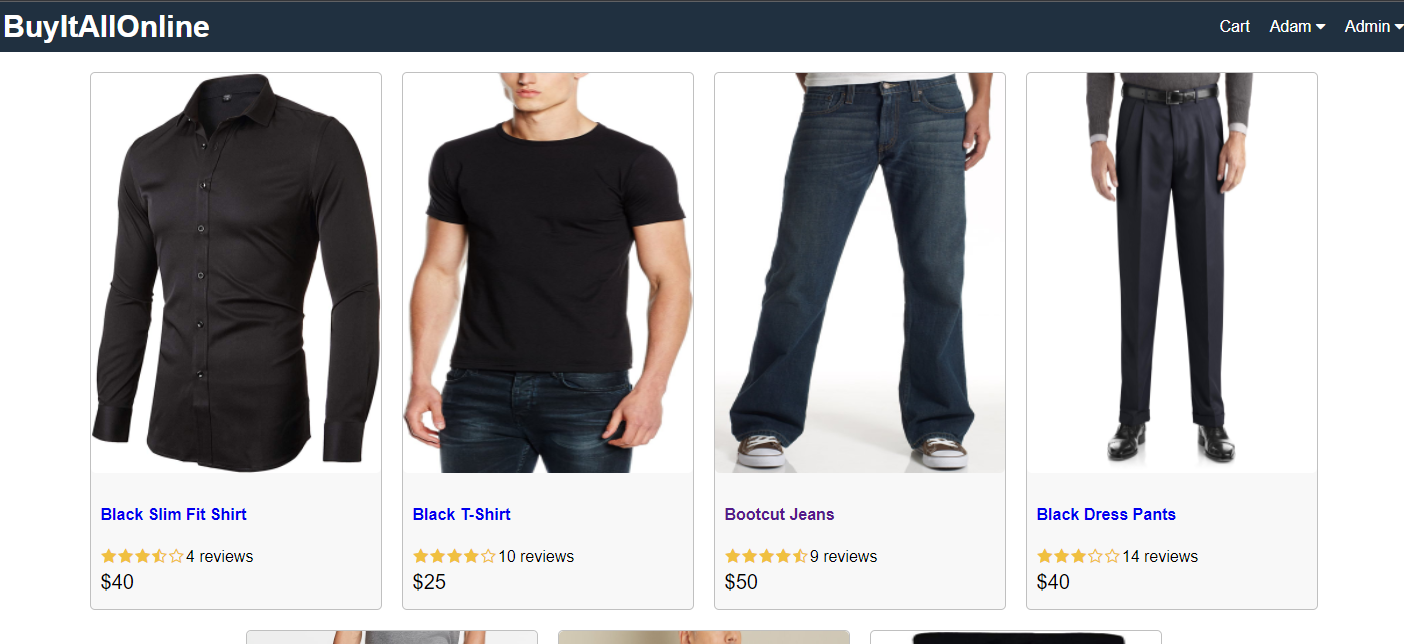 BuyItAllOnline
Cart Adam Admin
Black Slim Fit Shirt
4 reviews
$40
Black T-Shirt
10 reviews
$25
Bootcut Jeans
9 reviews
$50
Black Dress Pants
14 reviews
$40